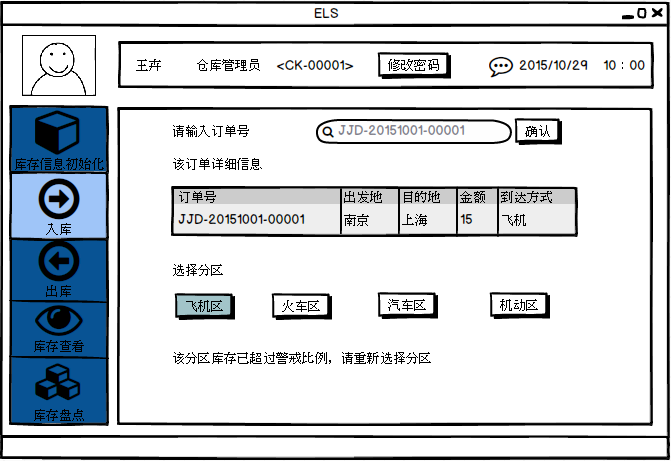 ELS
王卉 仓库管理员 <CK-00001> 修改密码 2015/10/29 10：00
库存信息初始化
入库
出库
库存查看
库存盘点
请输入订单号 JJD-20151001-00001 确认
该订单详细信息
订单号 出发地 目的地 金额 到达方式
JJD-20151001-00001 南京 上海 15 飞机
选择分区
飞机区 火车区 汽车区 机动区
该分区库存已超过警戒比例，请重新选择分区